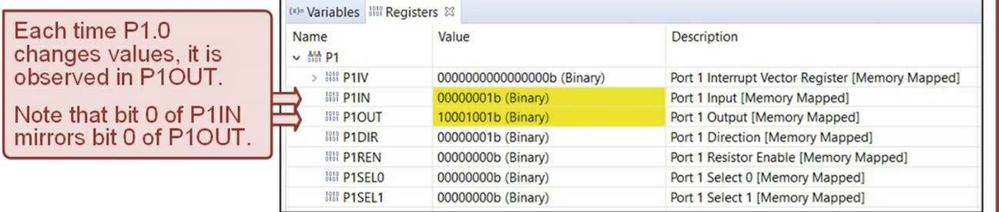 Each time P1.0
changes values, it is
observed in P1OUT.
Note that bit 0 of P1IN
mirrors bit 0 of P1OUT.
(x)= Variables Registers
Name Value Description
P1
P1IV 0000000000000000b (Binary) Port 1 Interrupt Vector Register [Memory Mapped]
P1IN 00000001b (Binary) Port 1 Input [Memory Mapped]
P1OUT 10001001b (Binary) Port 1 Output [Memory Mapped]
P1DIR 00000001b (Binary) Port 1 Direction [Memory Mapped]
P1REN 00000000b (Binary) Port 1 Resistor Enable [Memory Mapped]
P1SEL0 00000000b (Binary) Port 1 Select 0 [Memory Mapped]
P1SEL1 00000000b (Binary) Port 1 Select 1 [Memory Mapped]